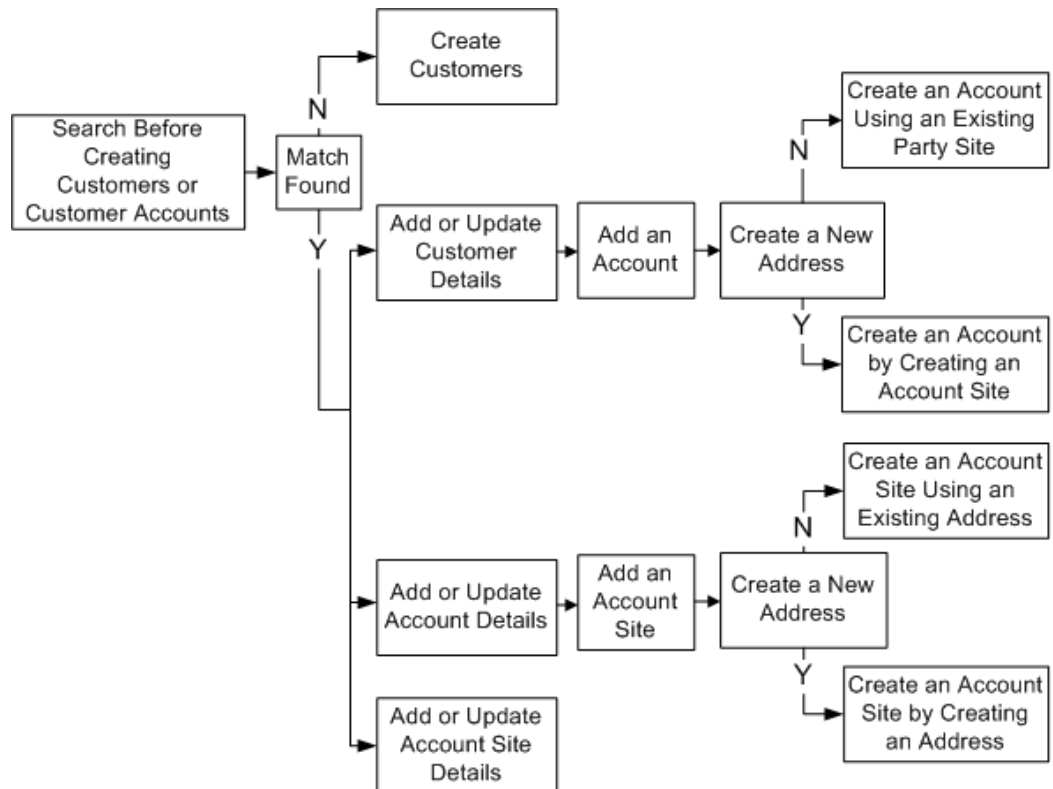 Create
Customers
N
Search Before
Creating
Customers or
Customer Accounts
Match
Found
Y
Add or Update
Customer
Details
Add an
Account
Create a New
Address
N
Create an Account
Using an Existing
Party Site
Y
Create an Account
by Creating an
Account Site
Add or Update
Account Details
Add an
Account
Site
Create a New
Address
N
Create an Account
Site Using an
Existing Address
Y
Create an Account
Site by Creating
an Address
Add or Update
Account Site
Details